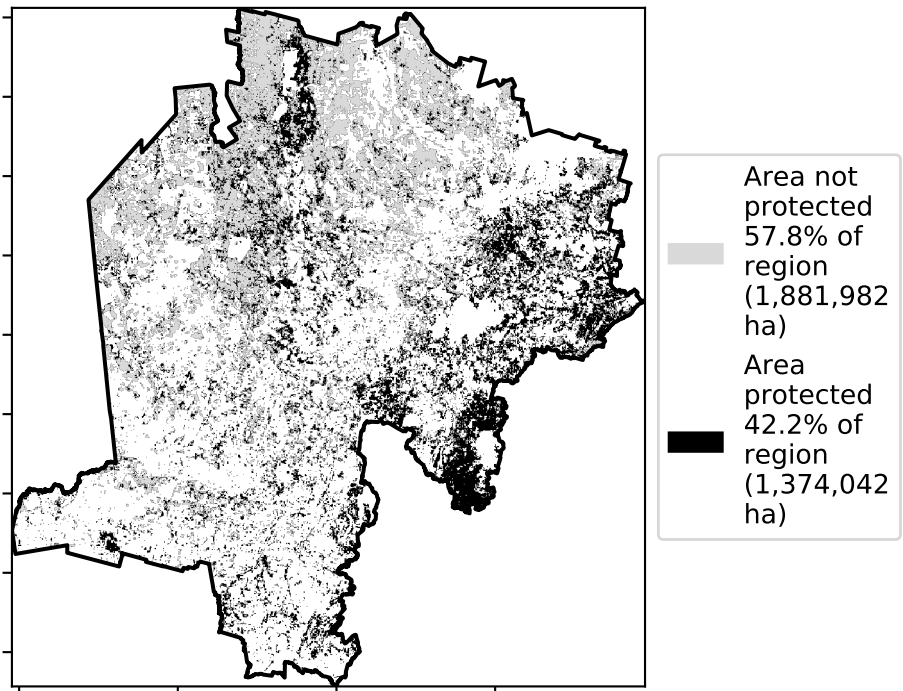 Area not
protected
57.8% of
region
(1,881,982
ha)
Area
protected
42.2% of
region
(1,374,042
ha)